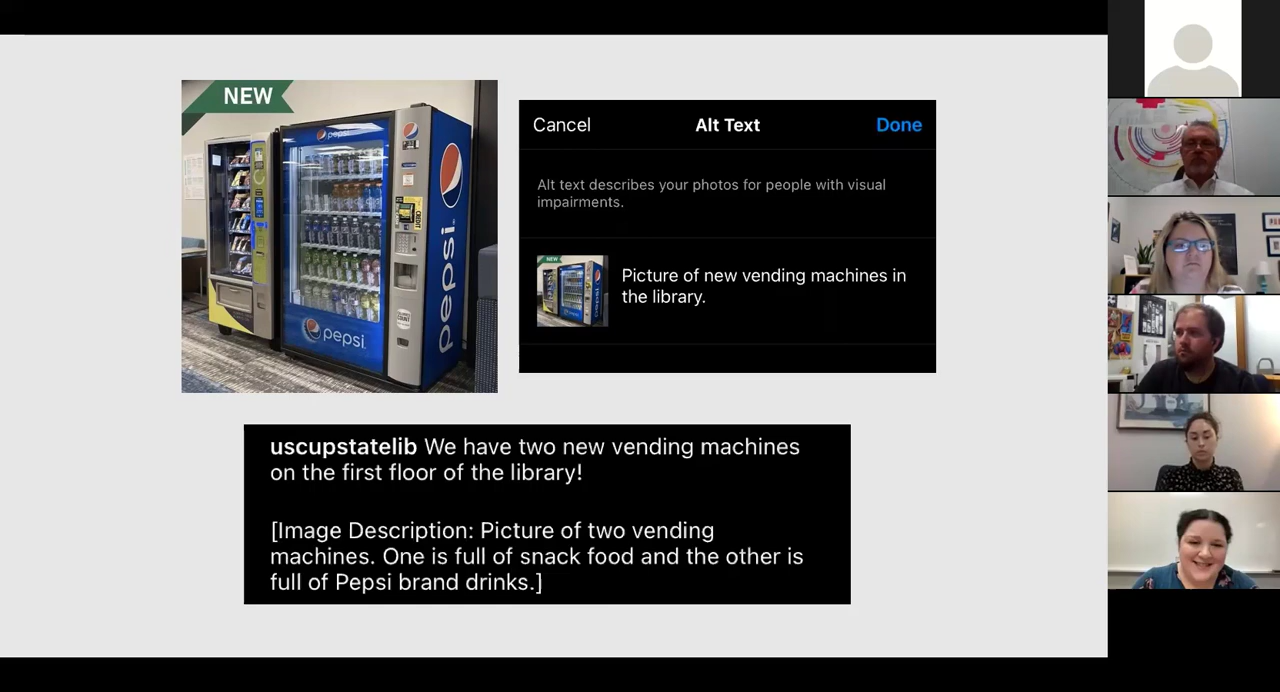 NEW
pepsi
pepsi
pepsi
Cancel
Alt Text
Done
Alt text describes your photos for people with visual
impairments.
NEW
Picture of new vending machines in
the library.
uscupstatelib We have two new vending machines
on the first floor of the library!
[Image Description: Picture of two vending
machines. One is full of snack food and the other is
full of Pepsi brand drinks.]